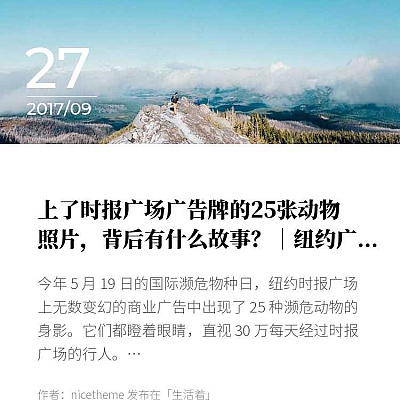 27
2017/09
上了时报广场广告牌的25张动物
照片，背后有什么故事？｜纽约广…
今年 5 月 19 日的国际濒危物种日，纽约时报广场
上无数变幻的商业广告中出现了 25 种濒危动物的
身影。它们都瞪着眼睛，直视 30 万每天经过时报
广场的行人。…
作者：nicetheme 发布在「生活着」